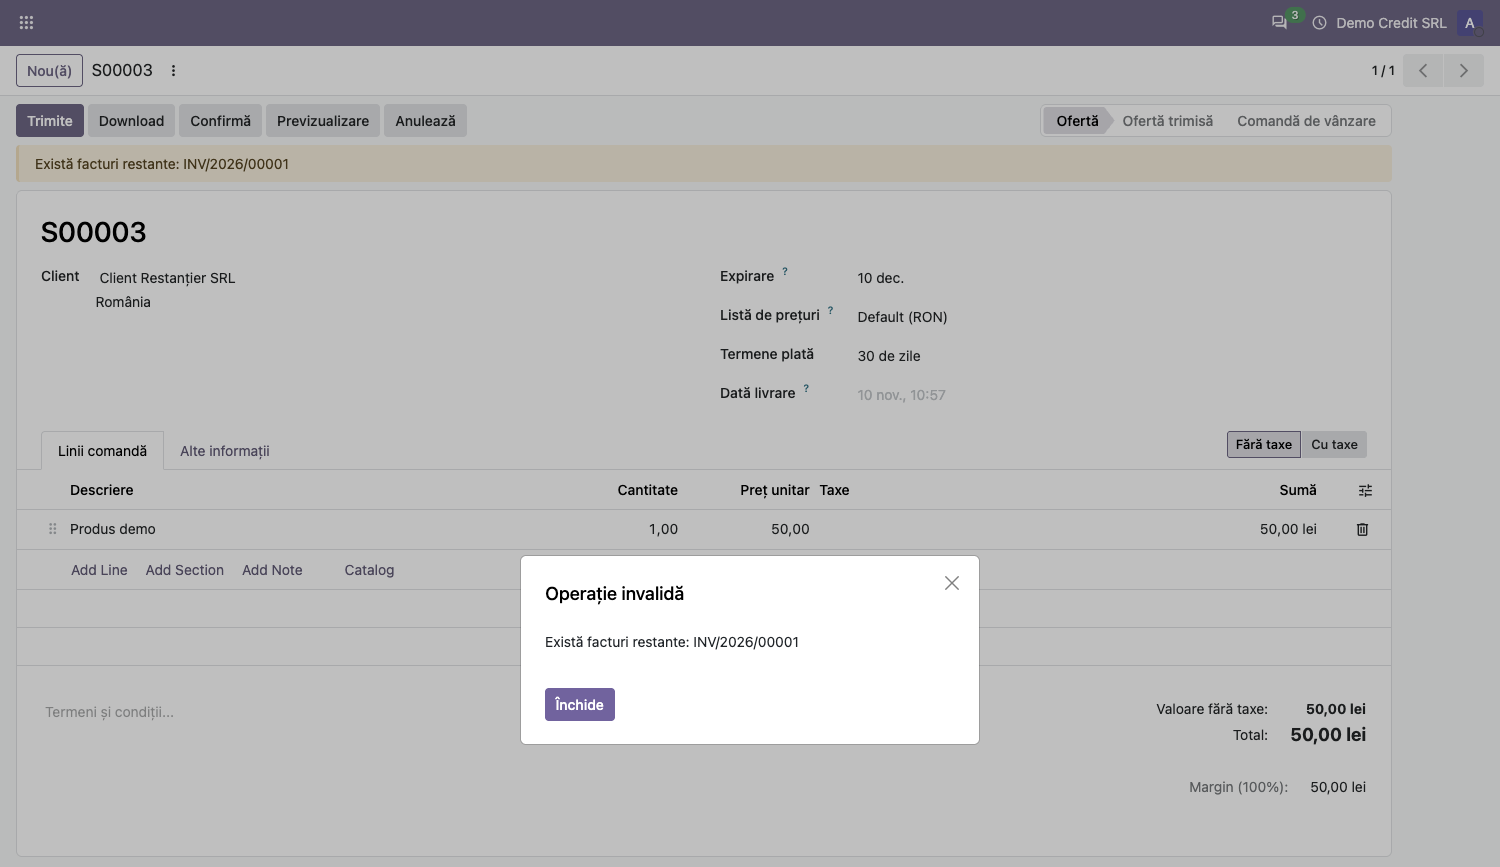 3
Demo Credit SRL
A
Nou(ă)
S00003
1 / 1
Trimite
Download
Confirmă
Previzualizare
Anulează
Ofertă
Ofertă trimisă
Comandă de vânzare
Există facturi restante: INV/2026/00001
S00003
Client
Client Restanțier SRL
România
Expirare ?
10 dec.
Listă de prețuri ?
Default (RON)
Termene plată
30 de zile
Dată livrare ?
10 nov., 10:57
Linii comandă
Alte informații
Fără taxe
Cu taxe
Descriere
Cantitate
Preț unitar
Taxe
Sumă
Produs demo
1,00
50,00
50,00 lei
Add Line
Add Section
Add Note
Catalog
Operație invalidă
Există facturi restante: INV/2026/00001
Închide
Termeni și condiții...
Valoare fără taxe: 50,00 lei
Total: 50,00 lei
Margin (100%): 50,00 lei